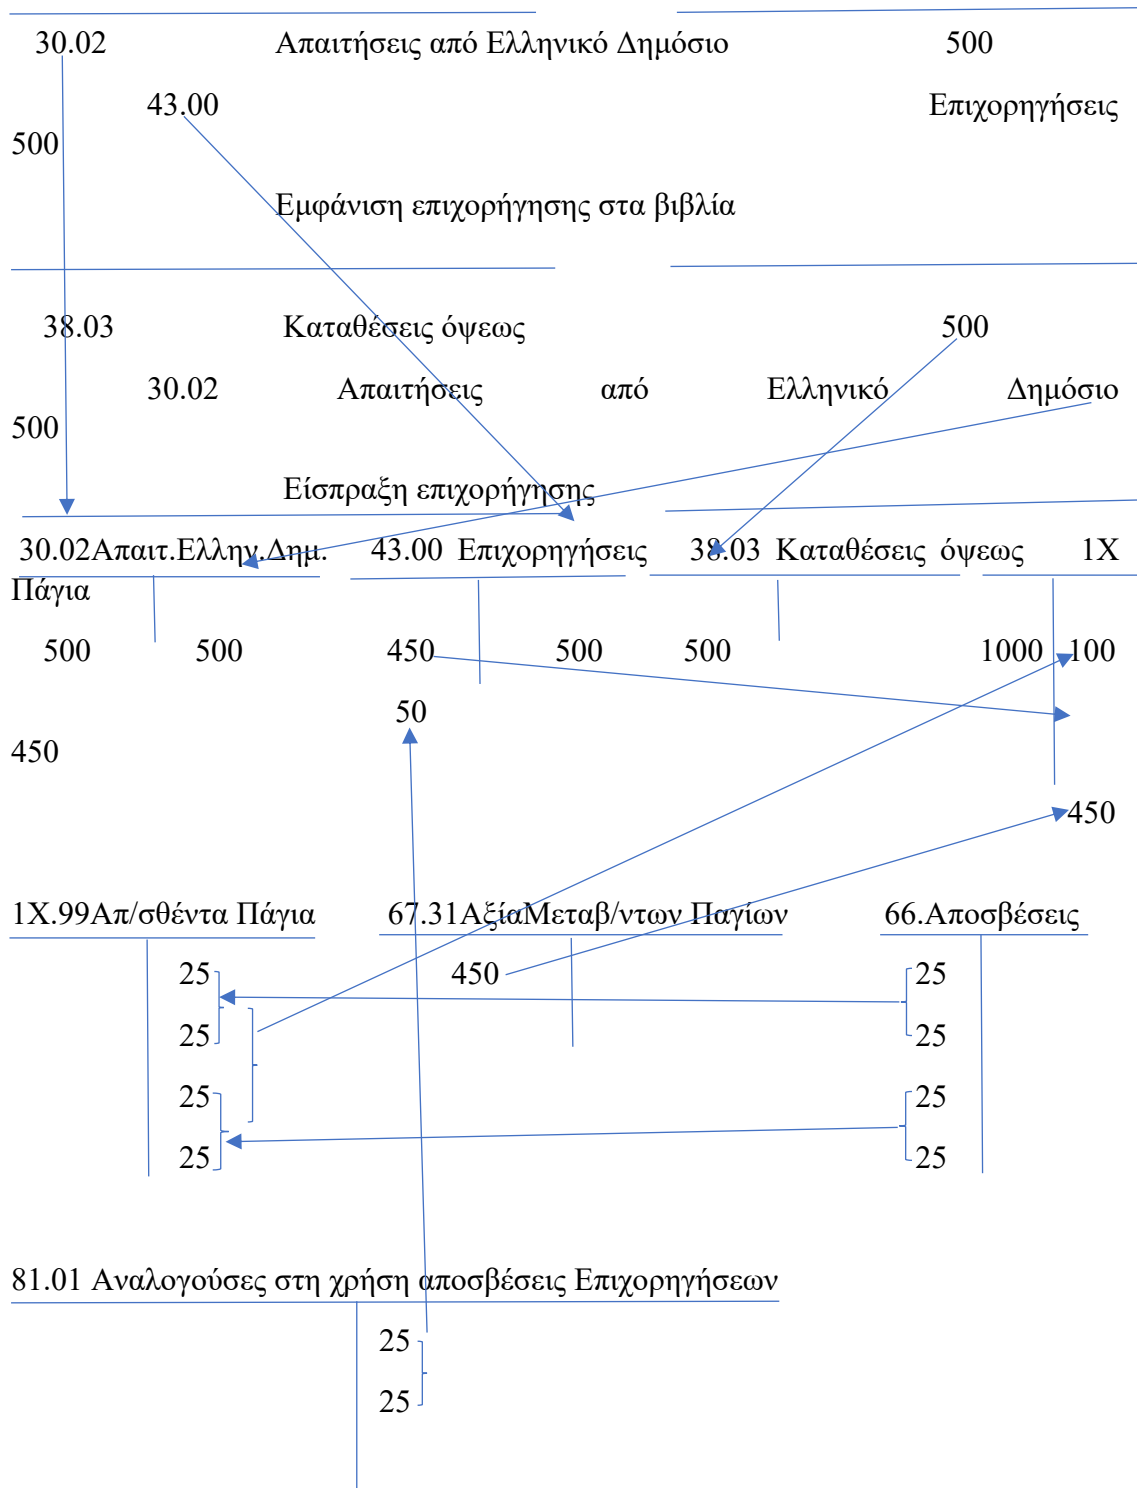 30.02 Απαιτήσεις από Ελληνικό Δημόσιο 500
43.00 Επιχορηγήσεις
500
Εμφάνιση επιχορήγησης στα βιβλία
38.03 Καταθέσεις όψεως 500
30.02 Απαιτήσεις από Ελληνικό Δημόσιο
500
Είσπραξη επιχορήγησης
30.02Απαιτ.Ελλην.Δημ. 43.00 Επιχορηγήσεις 38.03 Καταθέσεις όψεως 1Χ
Πάγια
500 500 450 500 500 1000 100
50
450
450
1Χ.99Απ/σθέντα Πάγια 67.31ΑξίαΜεταβ/ντων Παγίων 66.Αποσβέσεις
25 450 25
25 25
25 25
25 25
81.01 Αναλογούσες στη χρήση αποσβέσεις Επιχορηγήσεων
25
25